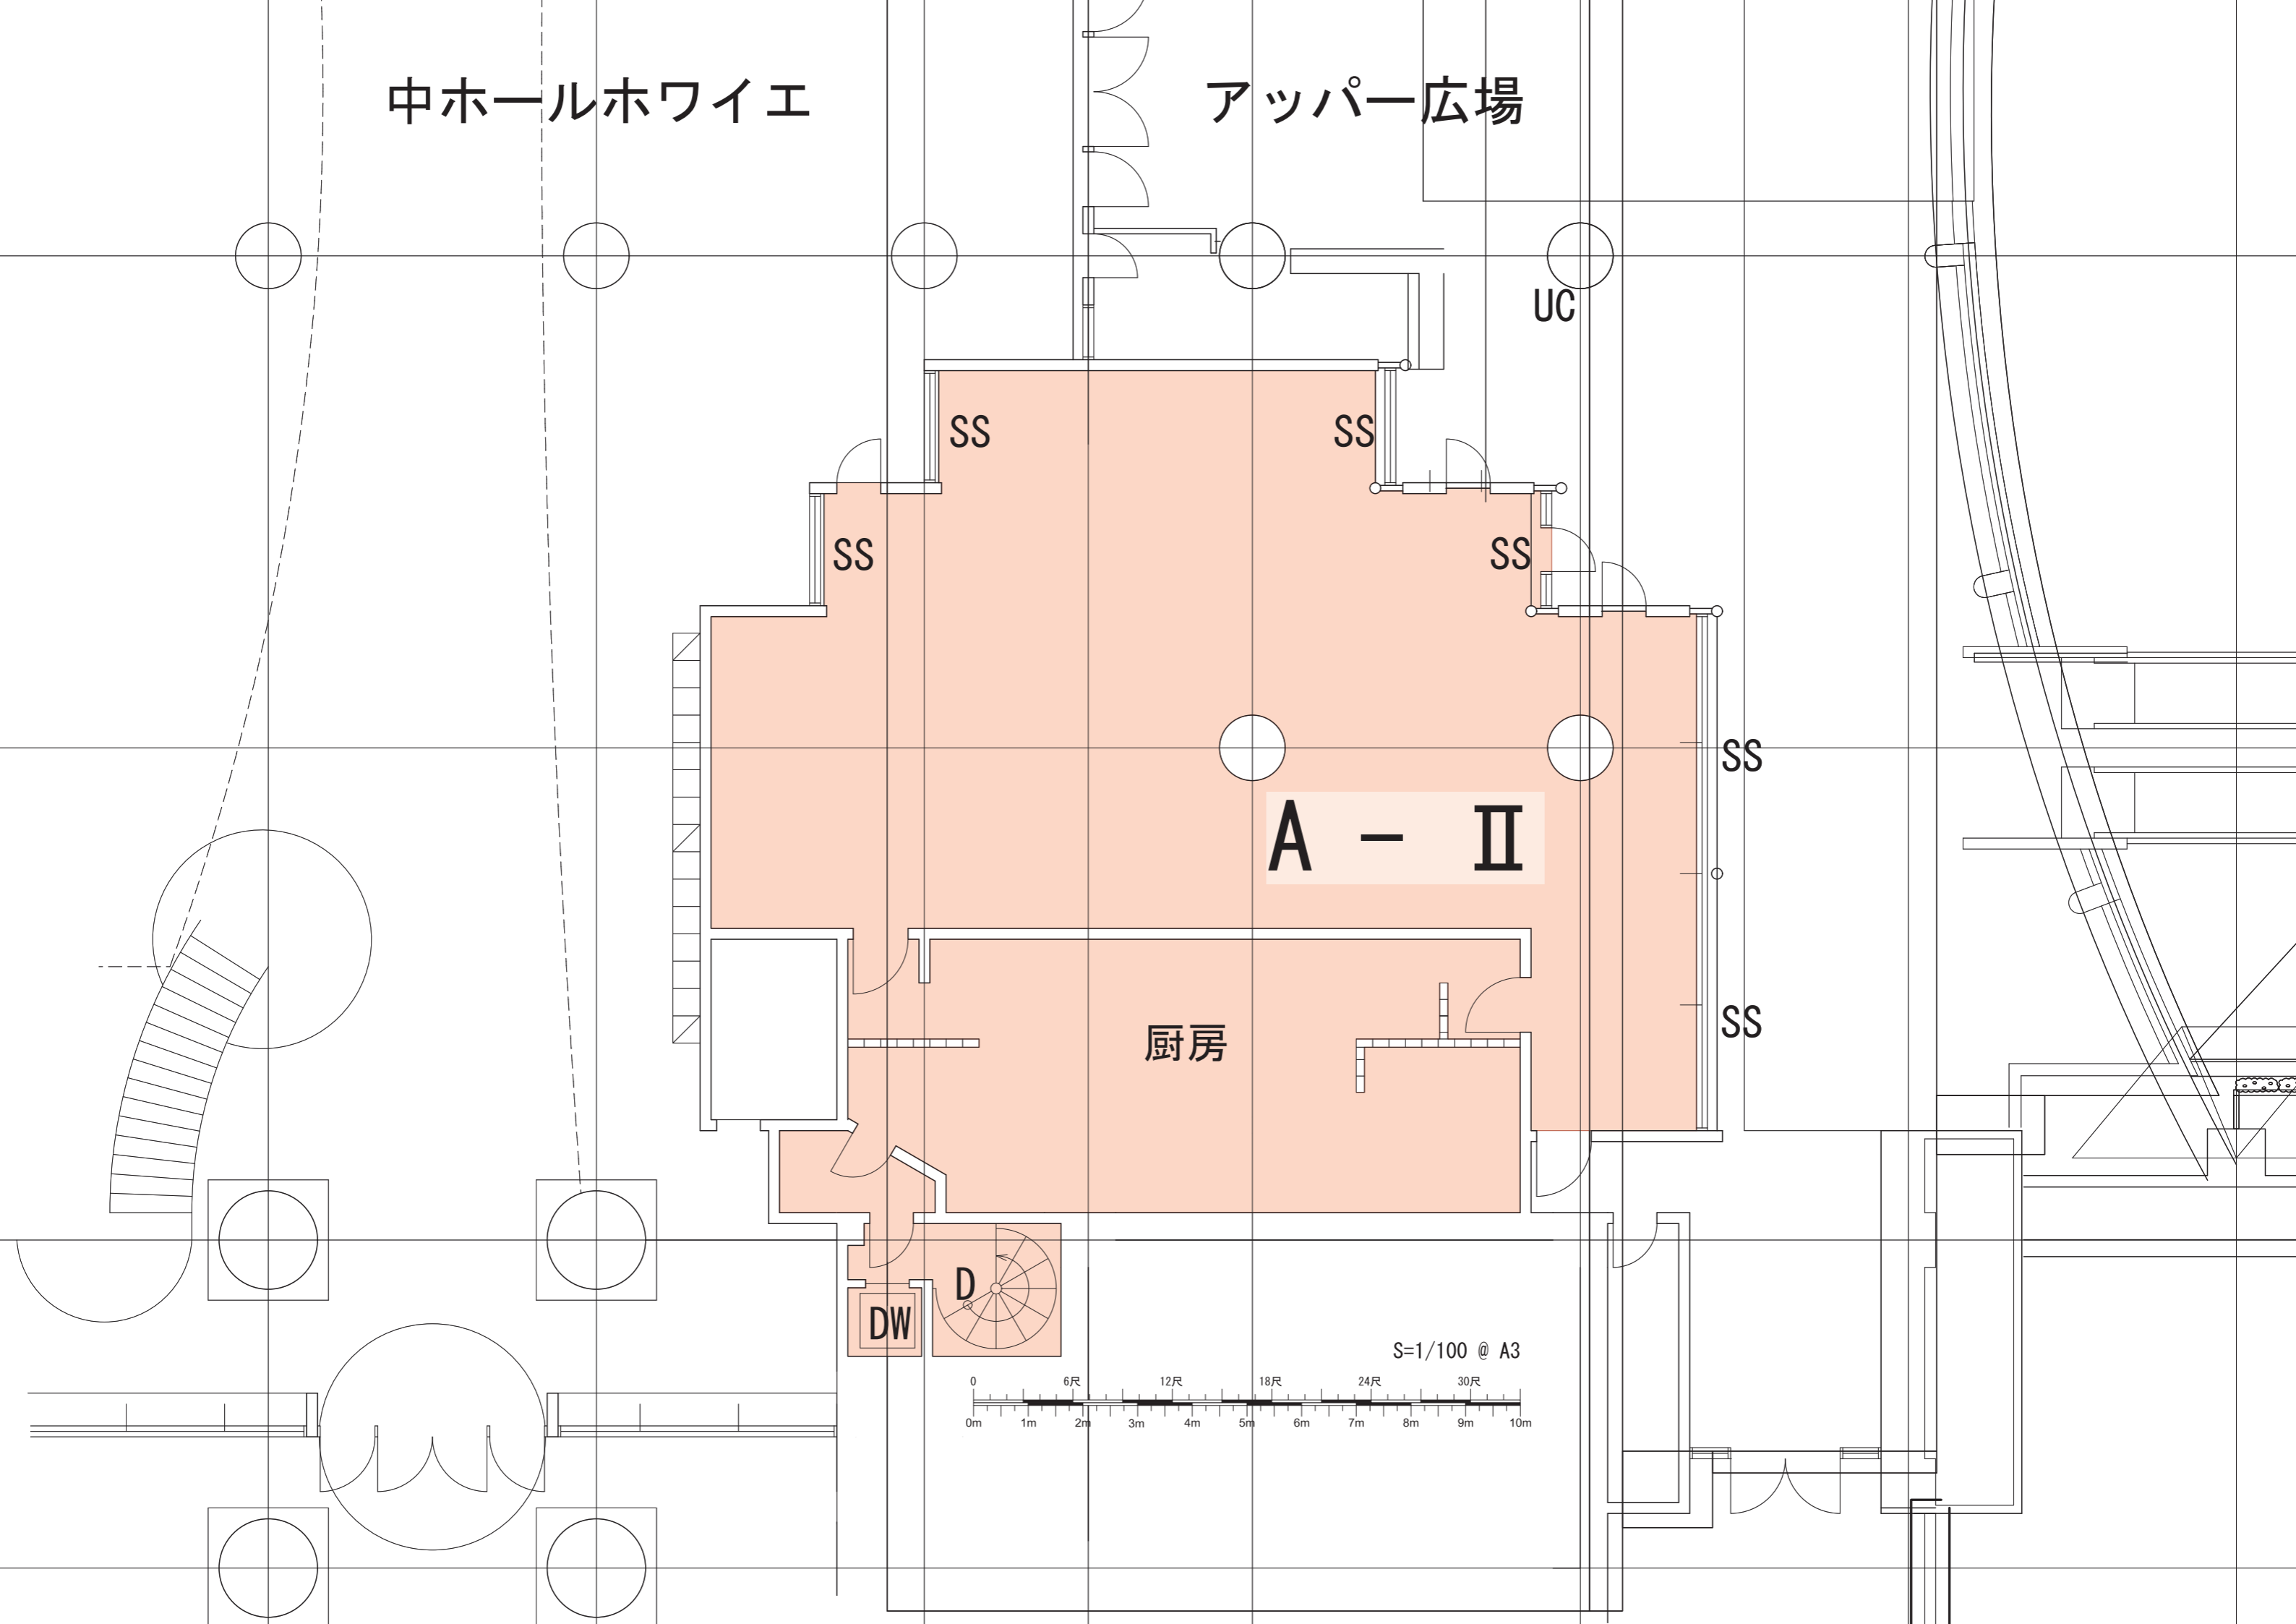 中ホールホワイエ
アッパー広場
UC
SS
SS
SS
SS
SS
A － Ⅱ
SS
厨房
D
DW
S=1/100 @ A3
0 6尺 12尺 18尺 24尺 30尺
0m 1m 2m 3m 4m 5m 6m 7m 8m 9m 10m